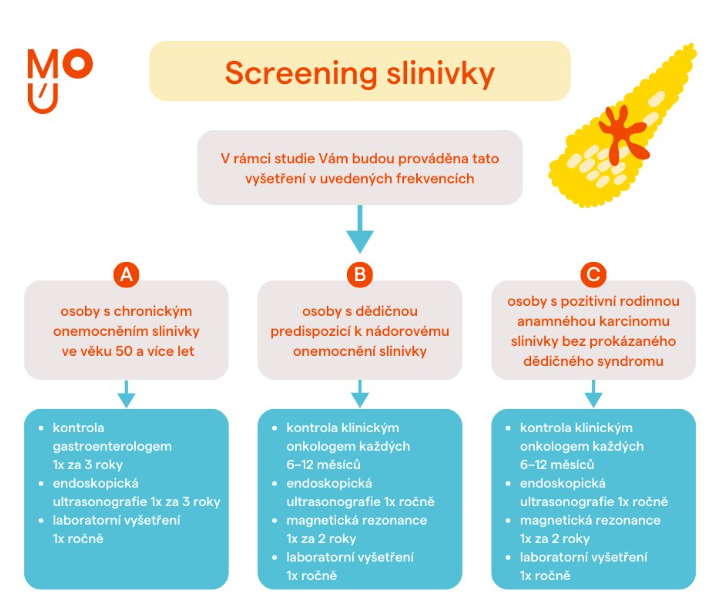 MOU
Screening slinivky
V rámci studie Vám budou prováděna tato
vyšetření v uvedených frekvencích
A
osoby s chronickým
onemocněním slinivky
ve věku 50 a více let
kontrola
gastroenterologem
1x za 3 roky
endoskopická
ultrasonografie 1x za 3 roky
laboratorní vyšetření
1x ročně
B
osoby s dědičnou
predispozicí k nádorovému
onemocnění slinivky
kontrola klinickým
onkologem každých
6–12 měsíců
endoskopická
ultrasonografie 1x ročně
magnetická rezonance
1x za 2 roky
laboratorní vyšetření
1x ročně
C
osoby s pozitivní rodinnou
anamnéhou karcinomu
slinivky bez prokázaného
dědičného syndromu
kontrola klinickým
onkologem každých
6–12 měsíců
endoskopická
ultrasonografie 1x ročně
magnetická rezonance
1x za 2 roky
laboratorní vyšetření
1x ročně